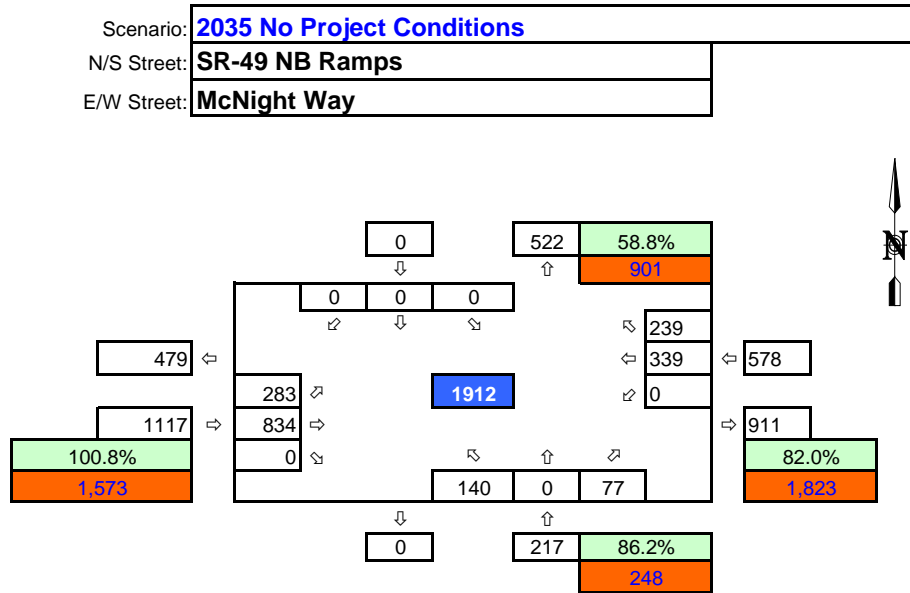 Scenario: 2035 No Project Conditions
N/S Street: SR-49 NB Ramps
E/W Street: McNight Way
N
0 522 58.8%
⇩ ⇧ 901
0 0 0
⬃ ⇩ ⬂
⬁ 239
479 ⇦ ⇦ 339 ⇦ 578
283 ⬀ 1912 ⬃ 0
1117 ⇨ 834 ⇨ ⇨ 911
100.8% 0 ⬂ ⬁ ⇧ ⬀ 82.0%
1,573 140 0 77 1,823
⇩ ⇧
0 217 86.2%
248